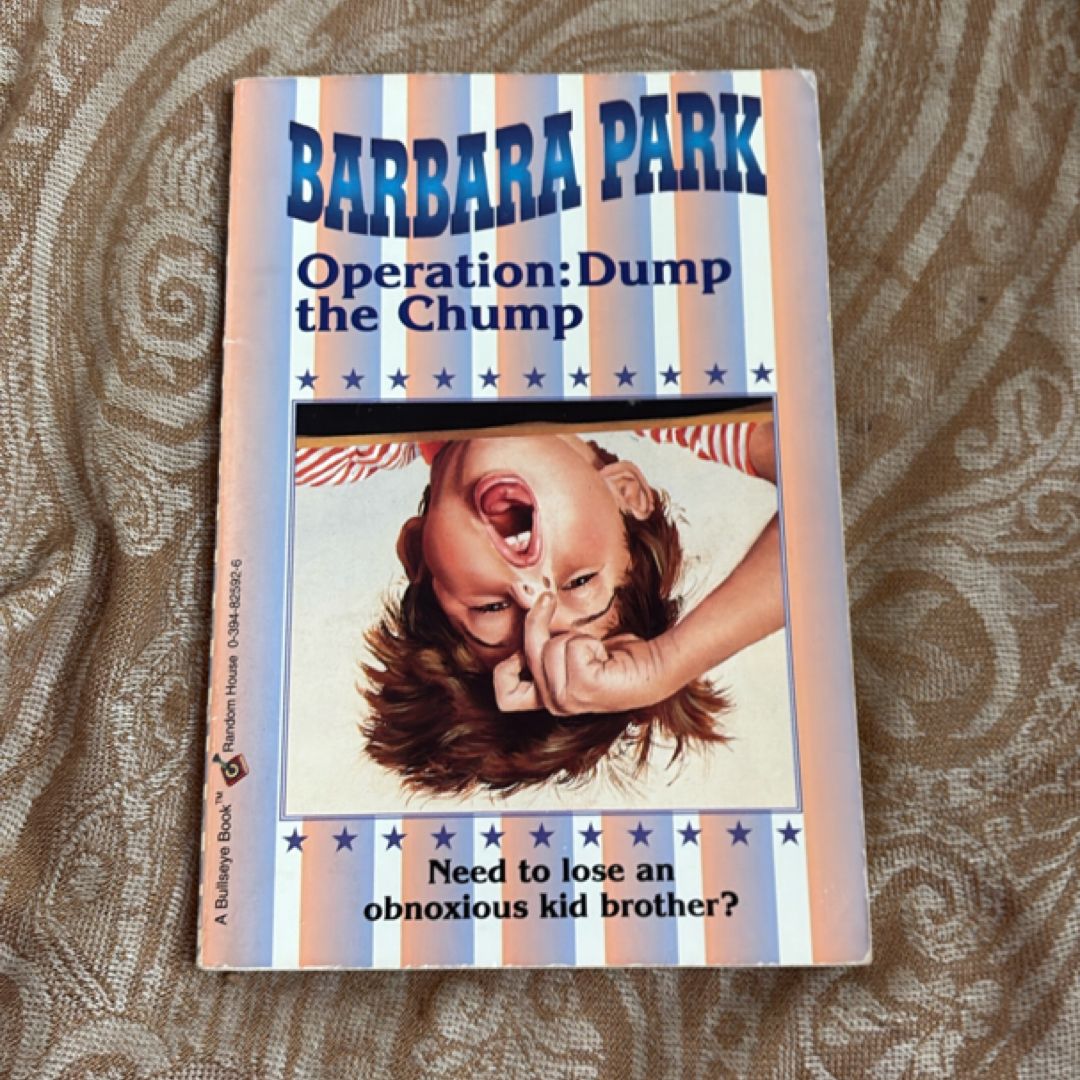 BARBARA PARK
Operation: Dump
the Chump
Need to lose an
obnoxious kid brother?
A Bullseye Book™ Random House 0-394-82592-6